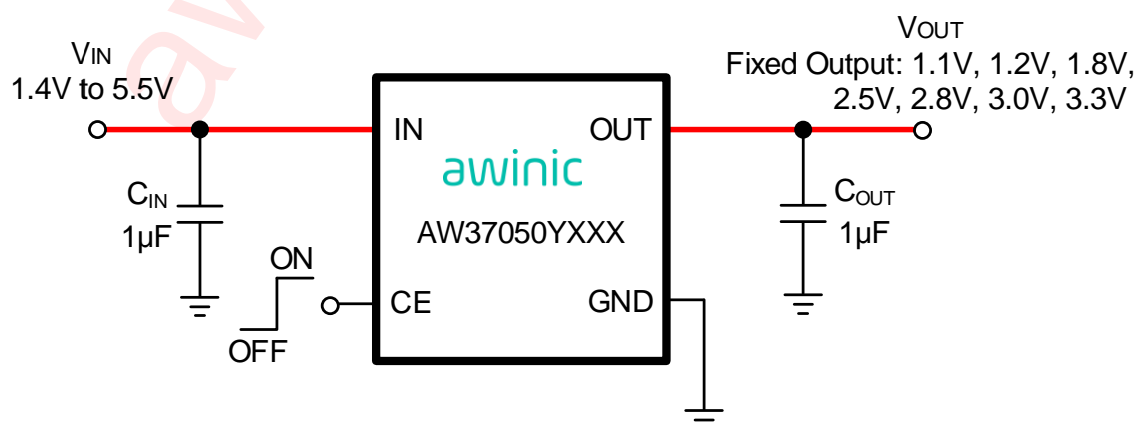 VIN
1.4V to 5.5V
VOUT
Fixed Output: 1.1V, 1.2V, 1.8V,
2.5V, 2.8V, 3.0V, 3.3V
IN
OUT
awinic
AW37050YXXX
CIN
1µF
COUT
1µF
ON
OFF
CE
GND
aw